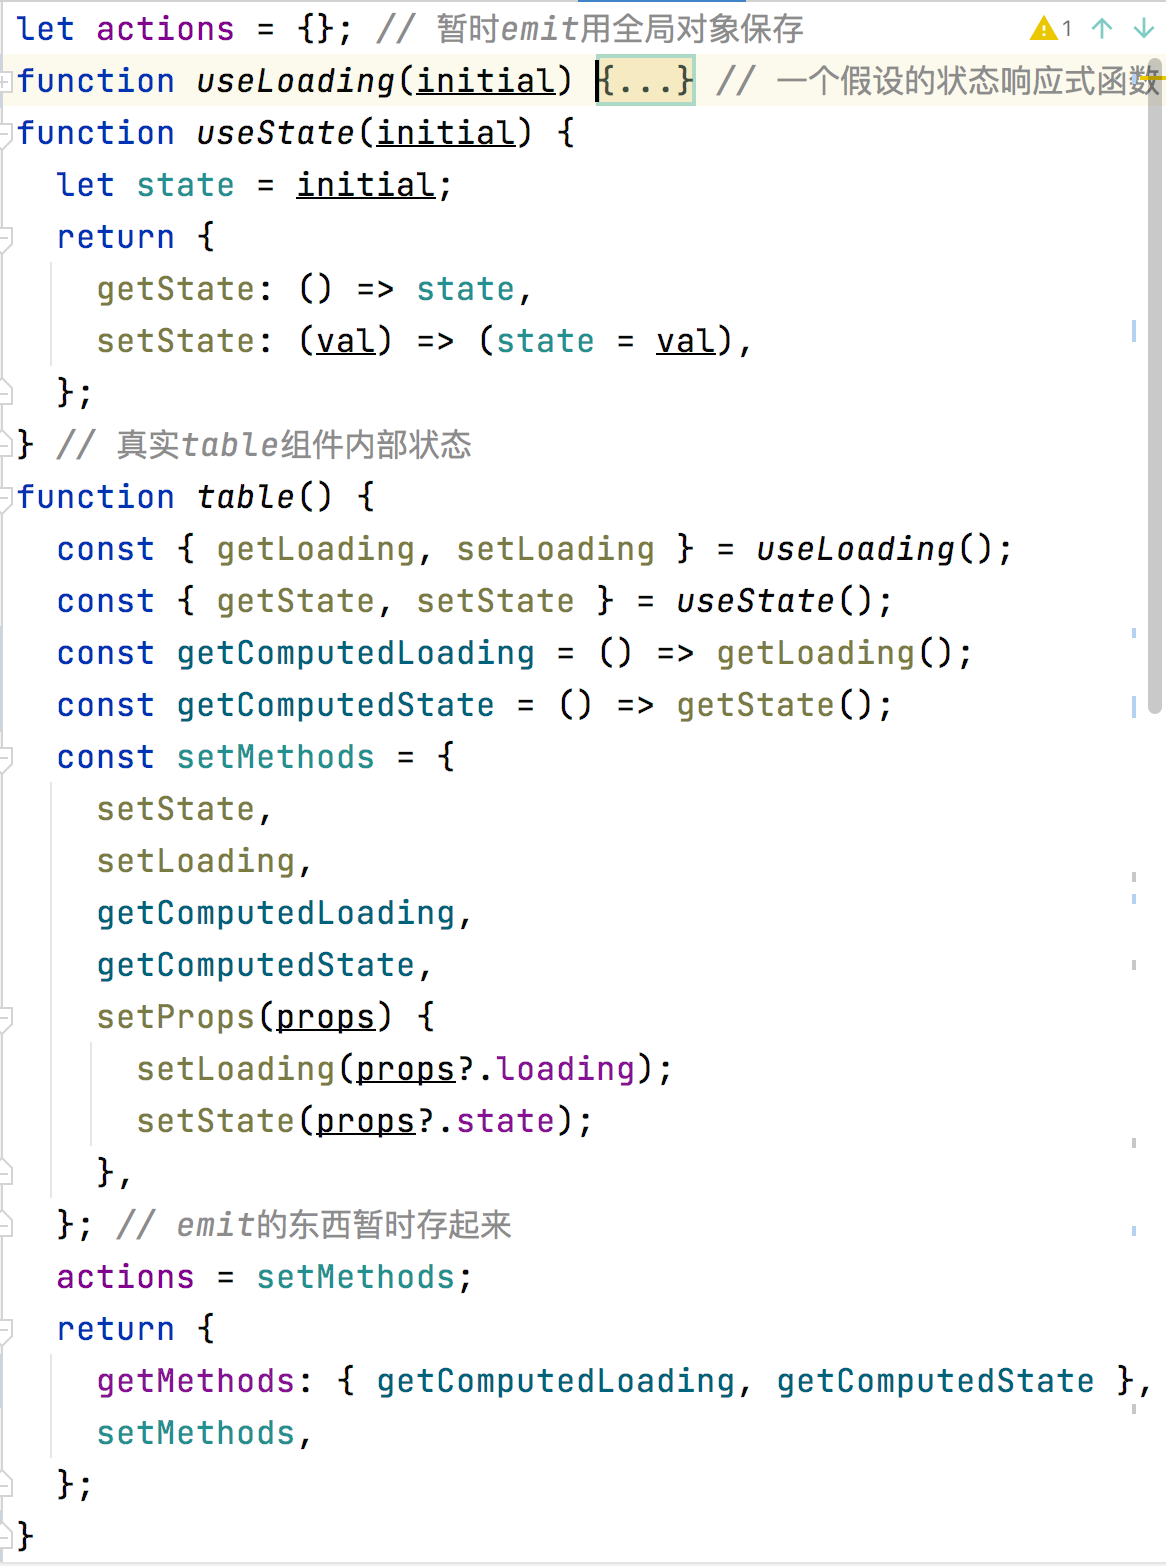 let actions = {}; // 暂时emit用全局对象保存 1
function useLoading(initial) {...} // 一个假设的状态响应式函数
function useState(initial) {
  let state = initial;
  return {
    getState: () => state,
    setState: (val) => (state = val),
  };
} // 真实table组件内部状态
function table() {
  const { getLoading, setLoading } = useLoading();
  const { getState, setState } = useState();
  const getComputedLoading = () => getLoading();
  const getComputedState = () => getState();
  const setMethods = {
    setState,
    setLoading,
    getComputedLoading,
    getComputedState,
    setProps(props) {
      setLoading(props?.loading);
      setState(props?.state);
    },
  }; // emit的东西暂时存起来
  actions = setMethods;
  return {
    getMethods: { getComputedLoading, getComputedState },
    setMethods,
  };
}